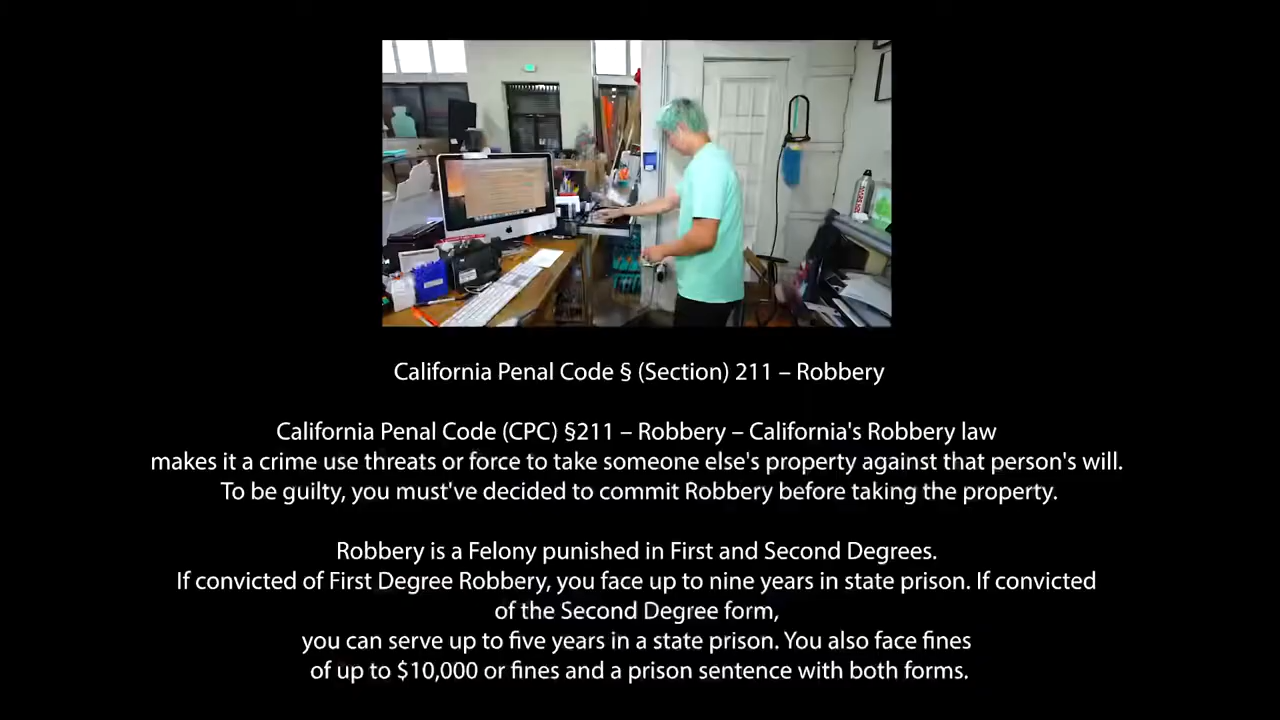 California Penal Code § (Section) 211 – Robbery
California Penal Code (CPC) §211 – Robbery – California's Robbery law
makes it a crime use threats or force to take someone else's property against that person's will.
To be guilty, you must've decided to commit Robbery before taking the property.
Robbery is a Felony punished in First and Second Degrees.
If convicted of First Degree Robbery, you face up to nine years in state prison. If convicted
of the Second Degree form,
you can serve up to five years in a state prison. You also face fines
of up to $10,000 or fines and a prison sentence with both forms.